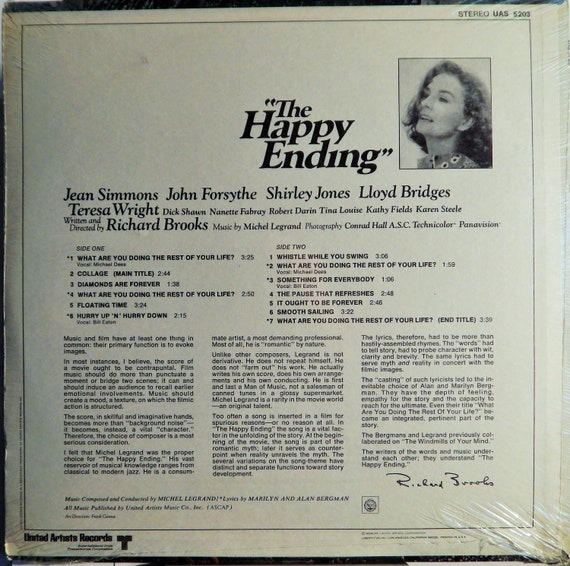 STEREO UAS 5203
"The
Happy
Ending"
Jean Simmons John Forsythe Shirley Jones Lloyd Bridges
Teresa Wright Dick Shawn Nanette Fabray Robert Darin Tina Louise Kathy Fields Karen Steele
Written and
Directed by Richard Brooks Music by Michel Legrand Photography Conrad Hall A.S.C. Technicolor® Panavision®
SIDE ONE
*1 WHAT ARE YOU DOING THE REST OF YOUR LIFE? 3:25
Vocal: Michael Dees
2 COLLAGE (MAIN TITLE) 2:44
3 DIAMONDS ARE FOREVER 1:38
*4 WHAT ARE YOU DOING THE REST OF YOUR LIFE? 2:50
5 FLOATING TIME 3:24
*6 HURRY UP 'N' HURRY DOWN 2:15
Vocal: Bill Eaton
SIDE TWO
1 WHISTLE WHILE YOU SWING 3:06
*2 WHAT ARE YOU DOING THE REST OF YOUR LIFE? 1:59
Vocal: Michael Dees
*3 SOMETHING FOR EVERYBODY 1:06
Vocal: Bill Eaton
4 THE PAUSE THAT REFRESHES 2:48
5 IT OUGHT TO BE FOREVER 2:46
6 SMOOTH SAILING 3:22
*7 WHAT ARE YOU DOING THE REST OF YOUR LIFE? (END TITLE) 3:39
Music and film have at least one thing in
common: their primary function is to evoke
images.
In most instances, I believe, the score of
a movie ought to be contrapuntal. Film
music should do more than punctuate a
moment or bridge two scenes; it can and
should induce an audience to recall earlier
emotional involvements. Music should
create a mood, a texture, on which the filmic
action is structured.
The score, in skillful and imaginative hands,
becomes more than "background noise"—
it becomes, instead, a vital "character."
Therefore, the choice of composer is a most
serious consideration.
I felt that Michel Legrand was the proper
choice for "The Happy Ending." His vast
reservoir of musical knowledge ranges from
classical to modern jazz. He is a consum-
mate artist, a most demanding professional.
Most of all, he is "romantic" by nature.
Unlike other composers, Legrand is not
derivative. He does not repeat himself. He
does not "farm out" his work. He actually
writes his own score, does his own arrange-
ments and his own conducting. He is first
and last a Man of Music, not a salesman of
canned tunes in a glossy supermarket.
Michel Legrand is a rarity in the movie world
—an original talent.
Too often a song is inserted in a film for
spurious reasons—or no reason at all. In
"The Happy Ending" the song is a vital fac-
tor in the unfolding of the story. At the begin-
ning of the movie, the song is part of the
romantic myth; later it serves as counter-
point when reality unravels the myth. The
several variations on the song-theme have
distinct and separate functions toward story
development.
The lyrics, therefore, had to be more than
hastily-assembled rhymes. The "words" had
to tell story, had to probe character with wit,
clarity and brevity. The same lyrics had to
serve myth and reality in concert with the
filmic images.
The "casting" of such lyricists led to the in-
evitable choice of Alan and Marilyn Berg-
man. They have the depth of feeling,
empathy for the story and the capacity to
reach for the ultimate. Even their title "What
Are You Doing The Rest Of Your Life?" be-
came an integrated, pertinent part of the
story.
The Bergmans and Legrand previously col-
laborated on "The Windmills of Your Mind."
The writers of the words and music under-
stand each other; they understand "The
Happy Ending."
Richard Brooks
Music Composed and Conducted by MICHEL LEGRAND/*Lyrics by MARILYN AND ALAN BERGMAN
All Music Published by United Artists Music Co., Inc. (ASCAP)
Art Direction: Frank Gauna
United Artists Records
Entertainment from
Transamerica Corporation